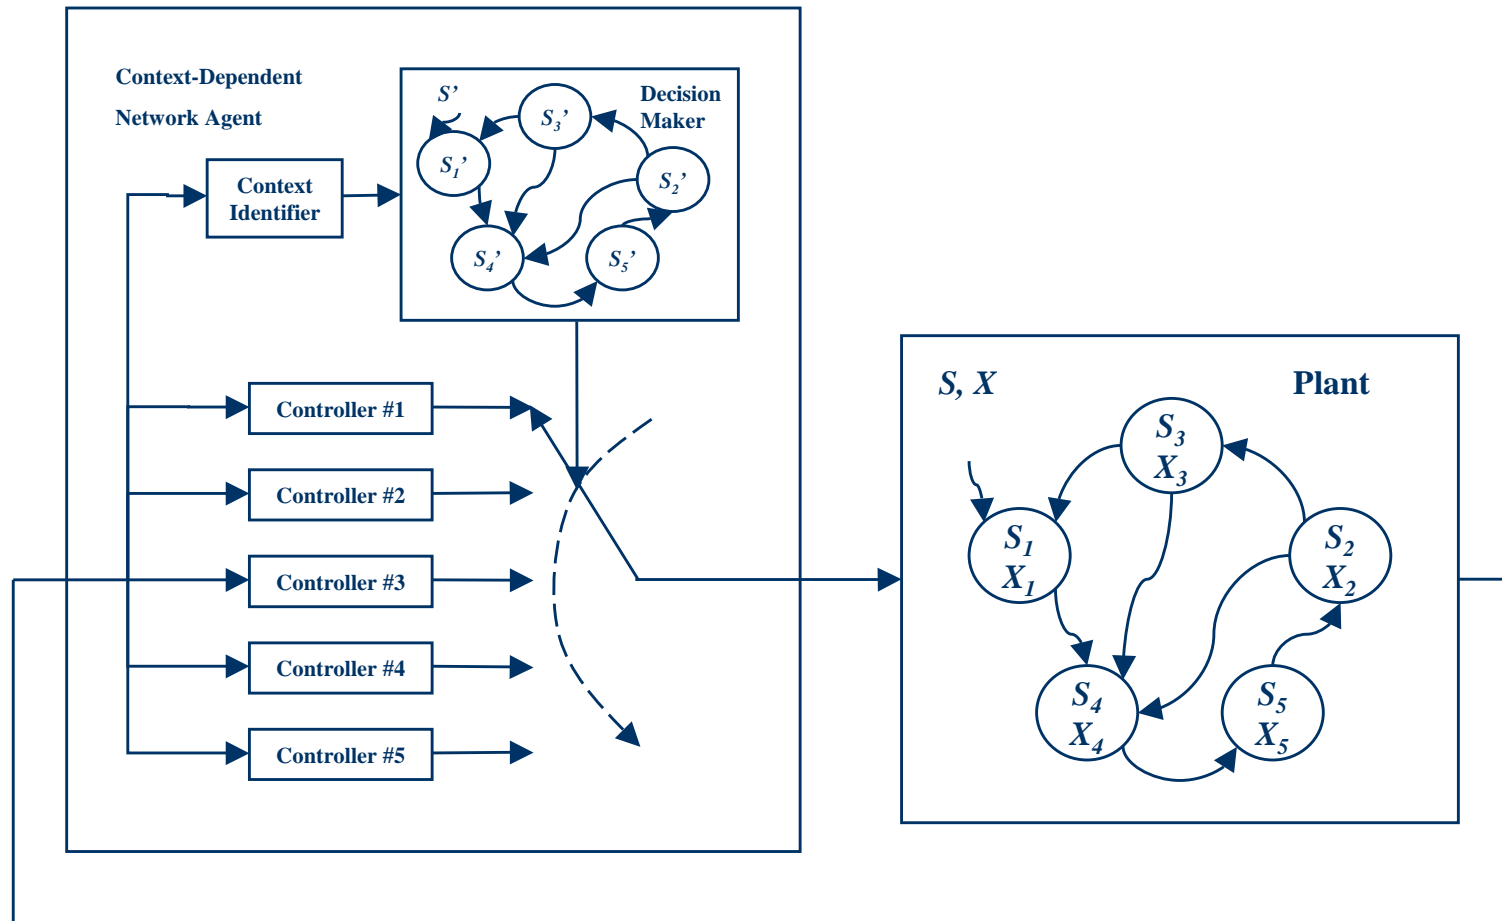 Context-Dependent
Network Agent
S’
S3’
Decision
Maker
S1’
S2’
Context
Identifier
S4’
S5’
Controller #1
Controller #2
Controller #3
Controller #4
Controller #5
S, X
Plant
S3
X3
S1
X1
S2
X2
S4
X4
S5
X5